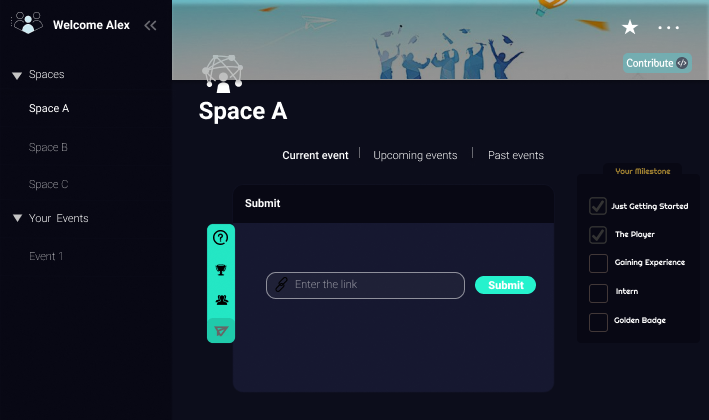 Welcome Alex
Contribute </>
Spaces
Space A
Space B
Space C
Your Events
Event 1
Space A
Current event
Upcoming events
Past events
Submit
Enter the link
Submit
Your Milestone
Just Getting Started
The Player
Gaining Experience
Intern
Golden Badge